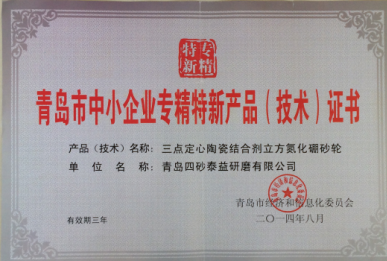 专精
特新
青岛市中小企业专精特新产品（技术）证书
产品（技术）名称：三点定心陶瓷结合剂立方氮化硼砂轮
单位名称：青岛四砂泰益研磨有限公司
青岛市经济和信息化委员会
有效期三年
二〇一四年八月